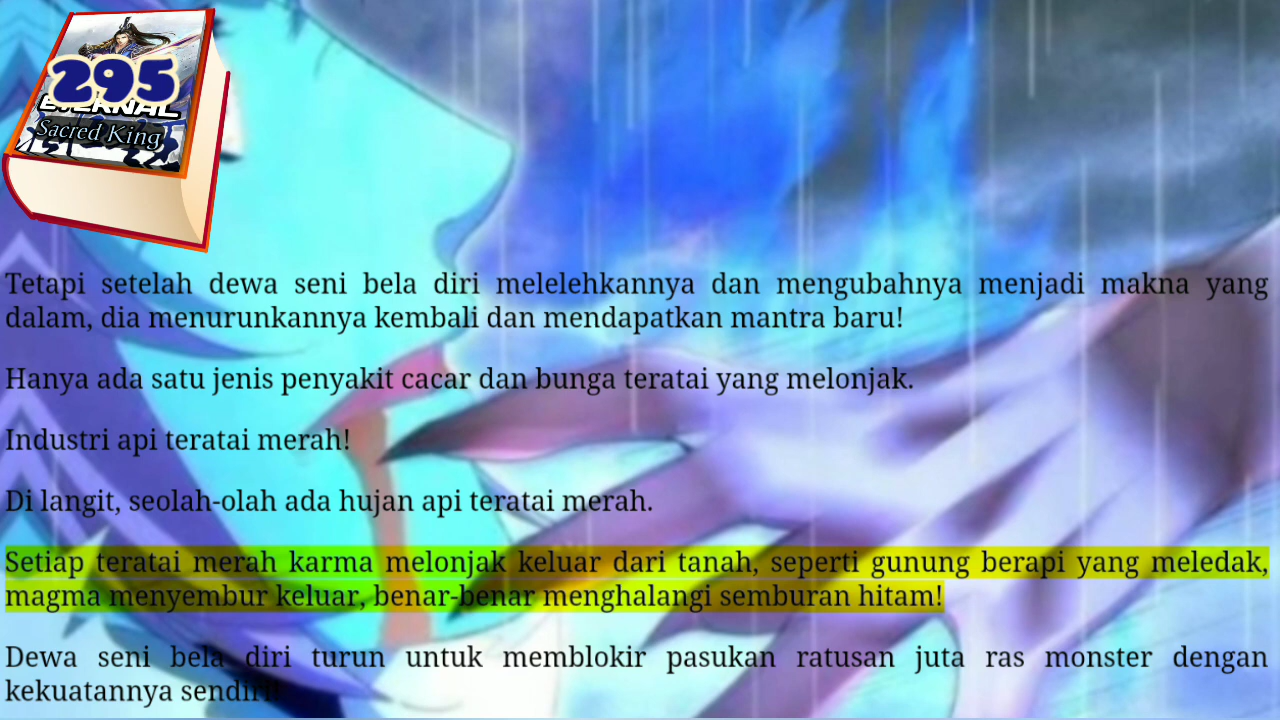 295
ETERNAL
Sacred King
Tetapi setelah dewa seni bela diri melelehkannya dan mengubahnya menjadi makna yang
dalam, dia menurunkannya kembali dan mendapatkan mantra baru!
Hanya ada satu jenis penyakit cacar dan bunga teratai yang melonjak.
Industri api teratai merah!
Di langit, seolah-olah ada hujan api teratai merah.
Setiap teratai merah karma melonjak keluar dari tanah, seperti gunung berapi yang meledak,
magma menyembur keluar, benar-benar menghalangi semburan hitam!
Dewa seni bela diri turun untuk memblokir pasukan ratusan juta ras monster dengan
kekuatannya sendiri!